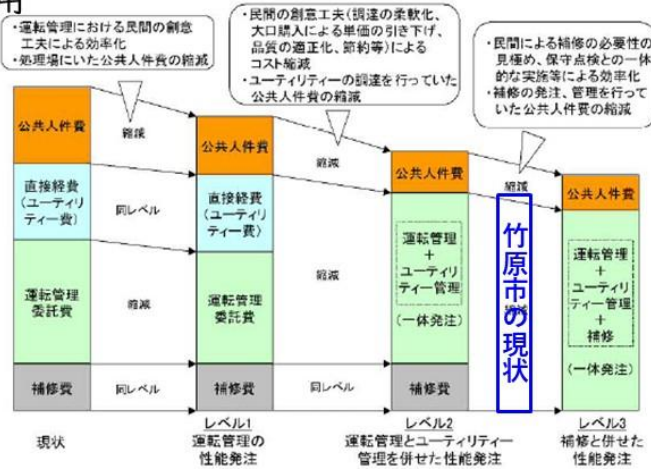 ・運転管理における民間の創意
工夫による効率化
・処理場にいた公共人件費の縮減
・民間の創意工夫(調達の柔軟化、
大口購入による単価の引き下げ、
品質の適正化、節約等)による
コスト縮減
・ユーティリティーの調達を行っていた
公共人件費の縮減
・民間による補修の必要性の
見極め、保守点検との一体
的な実施等による効率化
・補修の発注、管理を行って
いた公共人件費の縮減
公共人件費
直接経費
(ユーティリ
ティー費)
運転管理
委託費
補修費
現状
縮減
同レベル
縮減
同レベル
公共人件費
直接経費
(ユーティリ
ティー費)
運転管理
委託費
補修費
レベル1
運転管理の
性能発注
縮減
縮減
同レベル
公共人件費
運転管理
+
ユーティリ
ティー管理
(一体発注)
補修費
レベル2
運転管理とユーティリティー
管理を併せた性能発注
縮減
竹原市の現状
公共人件費
運転管理
+
ユーティリ
ティー管理
+
補修
(一体発注)
レベル3
補修と併せた
性能発注